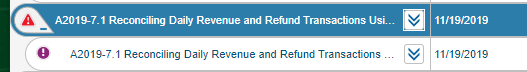 A2019-7.1 Reconciling Daily Revenue and Refund Transactions Usi... 11/19/2019
A2019-7.1 Reconciling Daily Revenue and Refund Transactions ... 11/19/2019